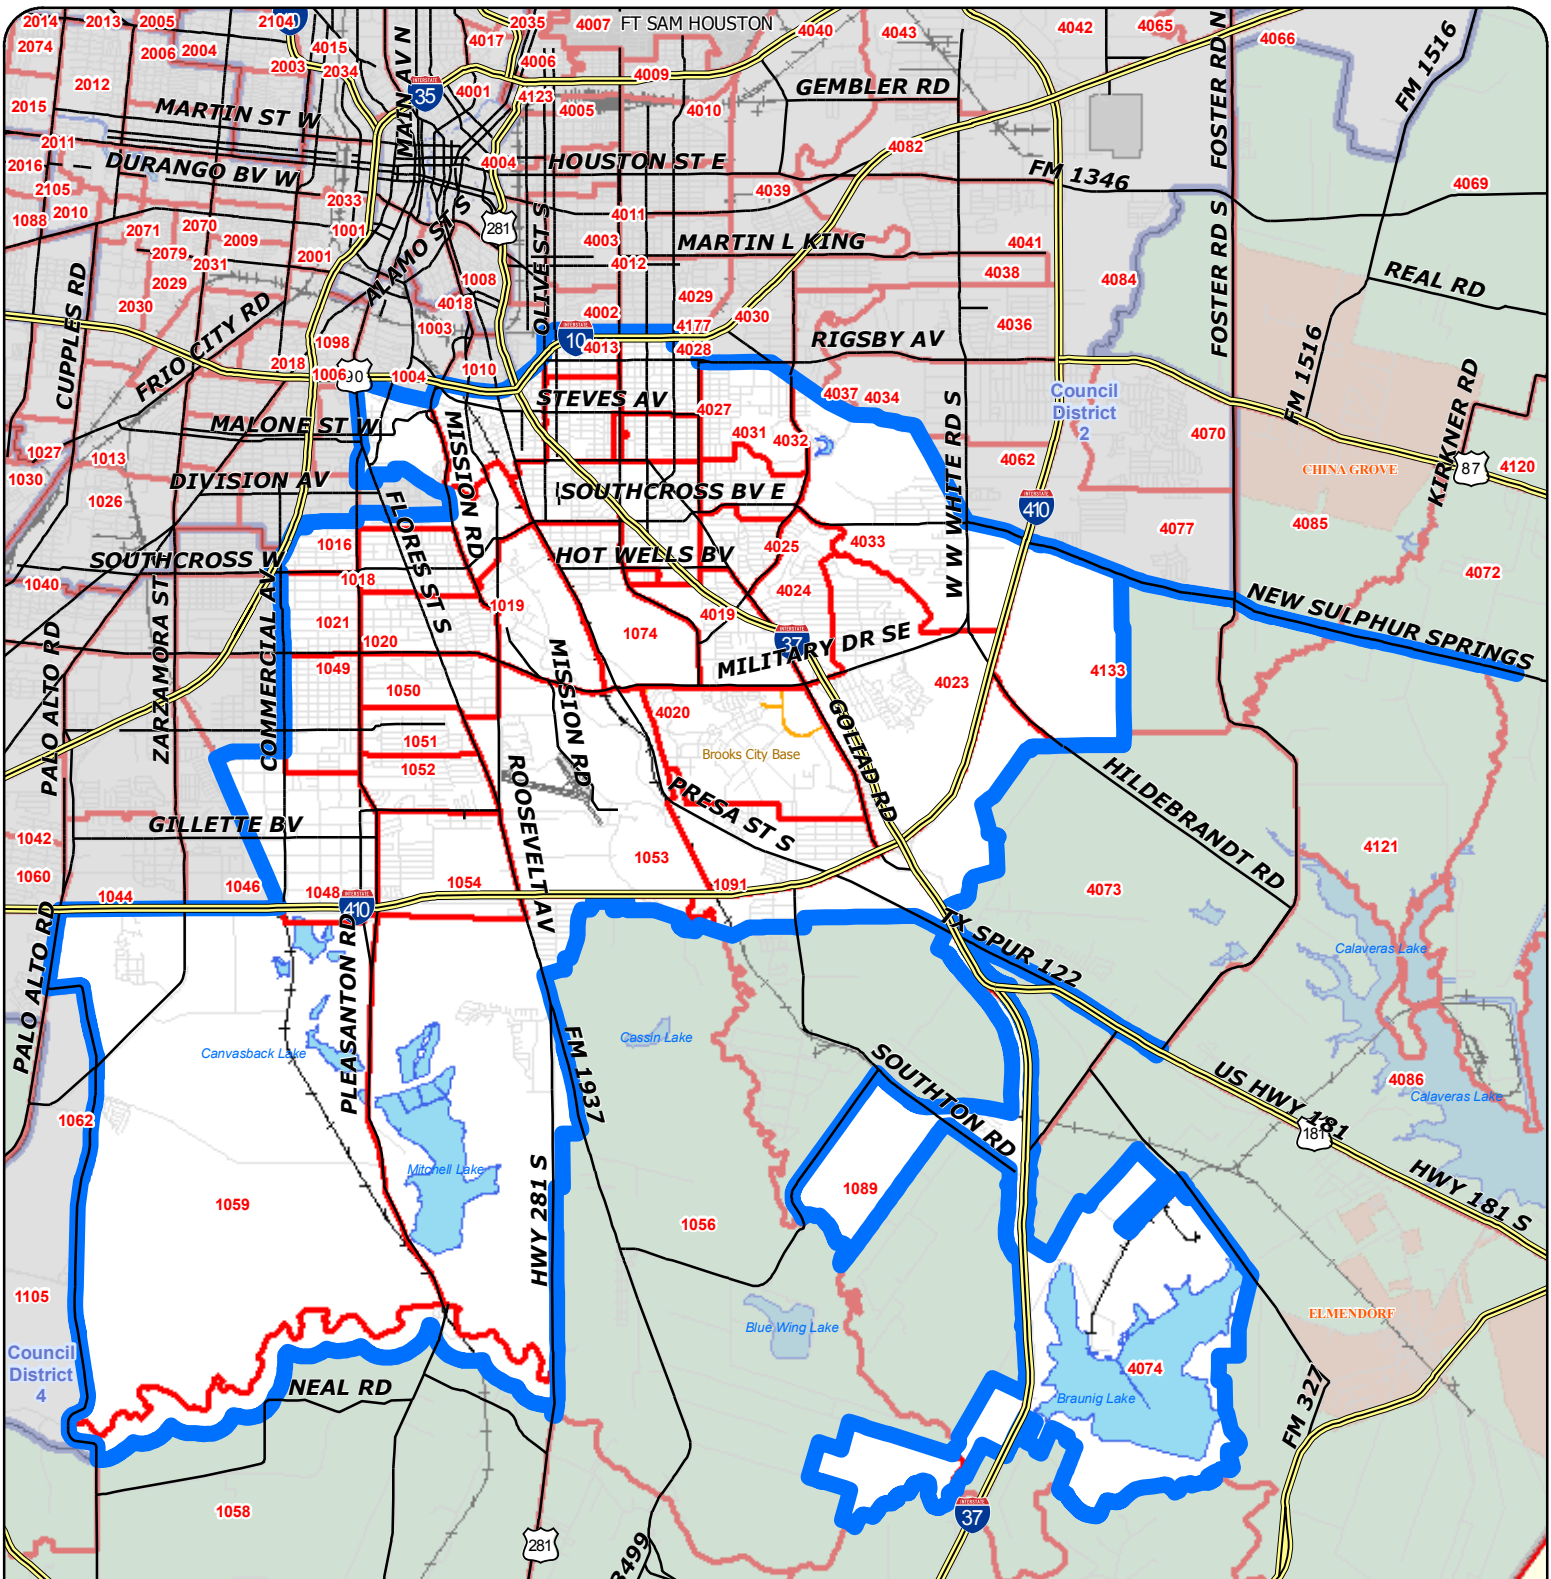 2014
2013
2005
2104
2035
4007
FT SAM HOUSTON
4040
4043
4042
4065
4066
FM 1516
2074
2006
2004
4015
MAIN AV N
4017
4006
FOSTER RD N
2012
2003
2034
INTERSTATE
35
4001
4009
GEMBLER RD
2015
MARTIN ST W
4123
4005
4010
2011
4082
2016
DURANGO BV W
4004
HOUSTON ST E
FM 1346
2105
4039
4069
1088
2010
2033
ALAMO ST S
281
OLIVE ST S
4011
2071
2070
2009
1001
4003
MARTIN L KING
4041
2079
2031
2001
4012
4038
4084
FOSTER RD S
REAL RD
2029
1008
2030
FRIO CITY RD
4018
4029
4002
4030
4177
4036
CUPPLES RD
1098
1003
INTERSTATE
10
4013
4028
RIGSBY AV
FM 1516
2018
1006
90
1004
1010
4037
4034
Council
District
2
KIRKNER RD
MALONE ST W
MISSION RD
STEVES AV
4027
4031
4032
4070
1027
1013
4062
CHINA GROVE
87
4120
1030
DIVISION AV
FLORES ST S
SOUTHCROSS BV E
W W WHITE RD S
INTERSTATE
410
1026
4077
4085
1016
4025
4033
SOUTHCROSS W
HOT WELLS BV
1040
ZARZAMORA ST
COMMERCIAL AV
1018
4024
4072
NEW SULPHUR SPRINGS
1021
1019
4019
PALO ALTO RD
1020
1074
INTERSTATE
37
MILITARY DR SE
1049
MISSION RD
4023
4133
1050
4020
GOLIAD RD
1051
Brooks City Base
1052
ROOSEVELT AV
PRESA ST S
HILDEBRANDT RD
GILLETTE BV
1042
4121
1053
1060
1044
1046
1048
INTERSTATE
410
1054
1091
4073
PALO ALTO RD
PLEASANTON RD
TX SPUR 122
Calaveras Lake
Canvasback Lake
FM 1937
Cassin Lake
SOUTHTON RD
US HWY 181
4086
Calaveras Lake
1062
181
Mitchell Lake
HWY 281 S
HWY 181 S
1059
1089
1056
1105
Blue Wing Lake
ELMENDORF
Council
District
4
4074
NEAL RD
Braunig Lake
FM 327
1058
INTERSTATE
37
281
3499